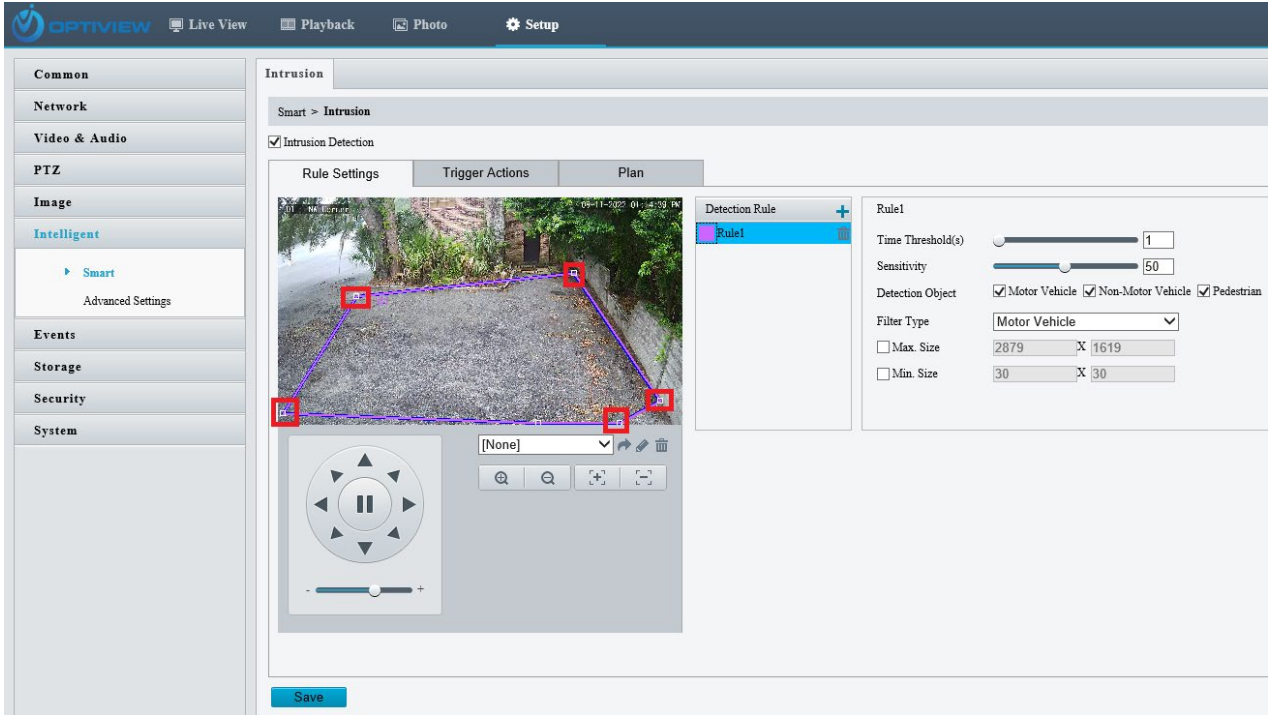 OPTIVIEW Live View Playback Photo Setup
Common
Network
Video & Audio
PTZ
Image
Intelligent
Smart
Advanced Settings
Events
Storage
Security
System
Intrusion
Smart > Intrusion
Intrusion Detection
Rule Settings Trigger Actions Plan
[None]
- +
Detection Rule
Rule1
Rule1
Time Threshold(s) 1
Sensitivity 50
Detection Object Motor Vehicle Non-Motor Vehicle Pedestrian
Filter Type Motor Vehicle
Max. Size 2879 X 1619
Min. Size 30 X 30
Save